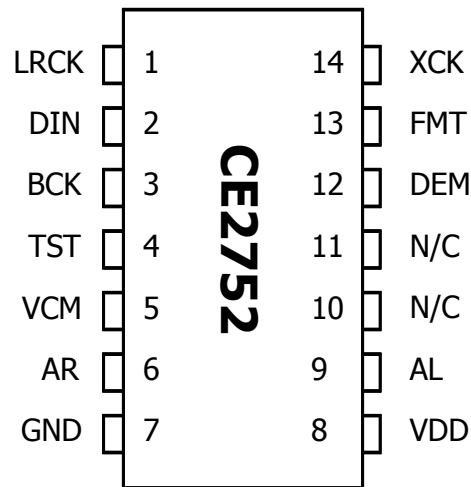 LRCK 1 14 XCK
DIN 2 13 FMT
BCK 3 12 DEM
TST 4 11 N/C
VCM 5 10 N/C
AR 6 9 AL
GND 7 8 VDD
CE2752